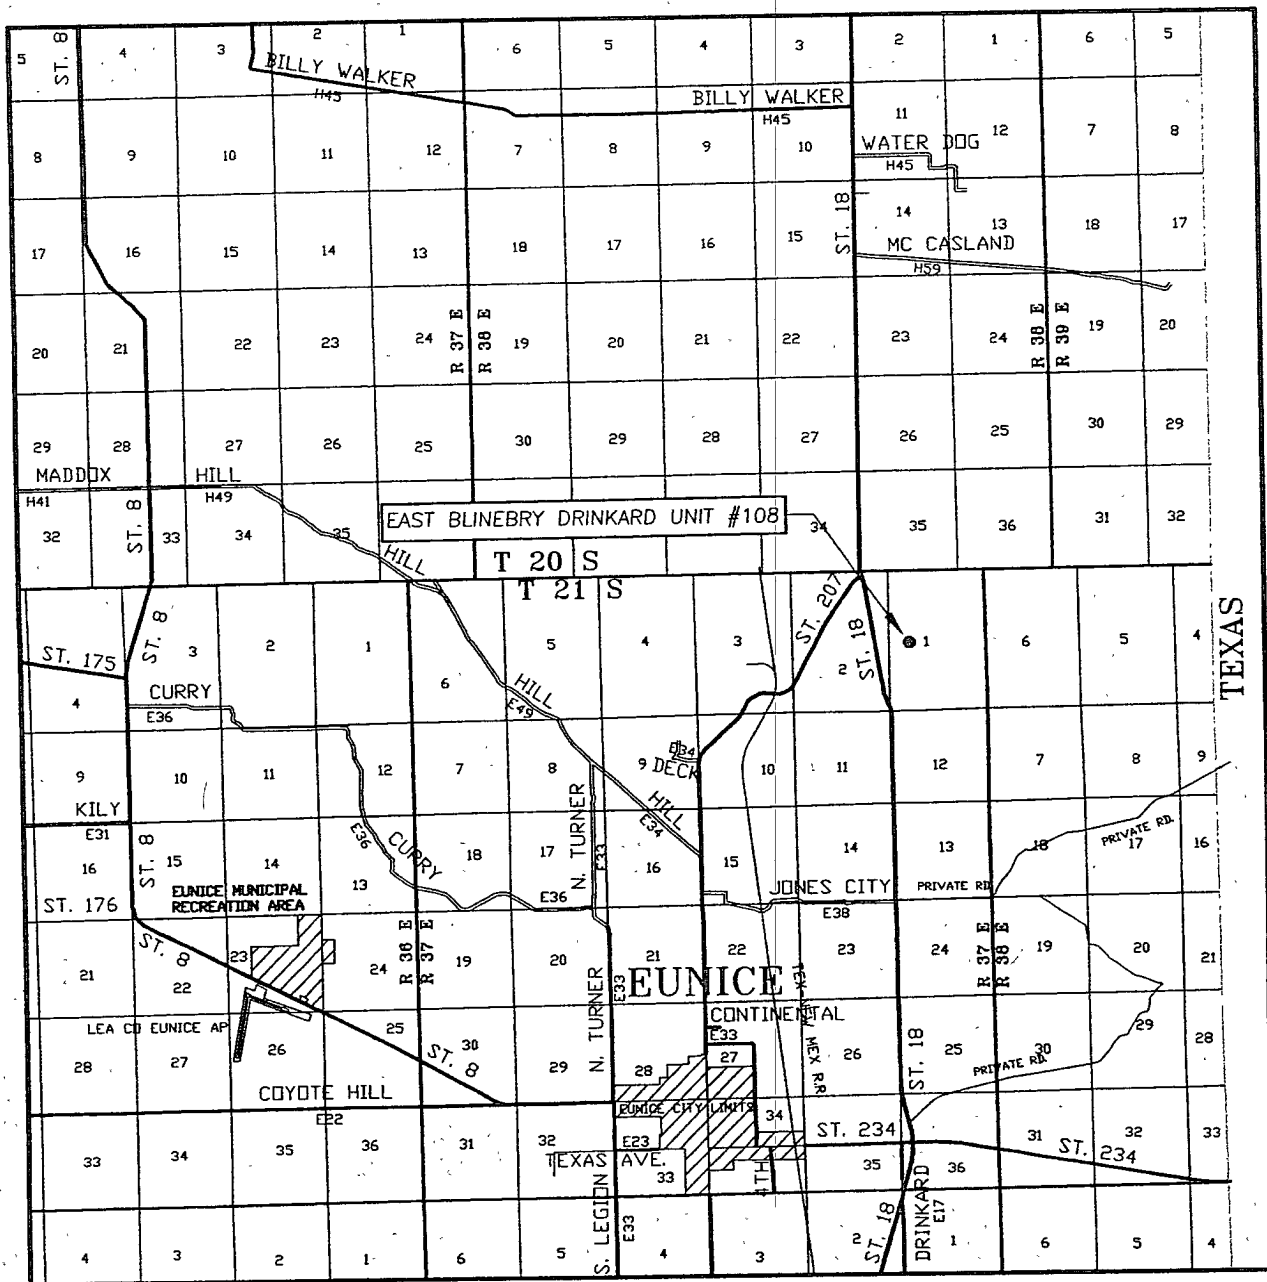 5 ST. 8 4 3 2 1 6 5 4 3 2 1 6 5
BILLY WALKER
H45
BILLY WALKER
H45
8 9 10 11 12 7 8 9 10 11 12 7 8
WATER DOG
H45
17 16 15 14 13 18 17 16 15 ST. 18 14 13 18 17
MC CASLAND
H59
20 21 22 23 24 R 37 E R 38 E 19 20 21 22 23 24 R 38 E R 39 E 19 20
29 28 27 26 25 30 29 28 27 26 25 30 29
MADDOX HILL
H41 H49
32 ST. 8 33 34 35 34 35 36 31 32
EAST BLINEBRY DRINKARD UNIT #108
HILL
T 20 S
T 21 S
ST. 175 ST. 8 3 2 1 6 5 4 3 ST. 207 2 ST. 18 1 6 5 4
TEXAS
4
CURRY
E36
HILL
E49
9 10 11 12 7 8 9 DECK E34 10 11 12 7 8 9
KILY
E31
HILL
E34
N. TURNER
E33
16 ST. 8 15 14 13 E36 CURRY 18 17 16 15 14 13 18 17 16
PRIVATE RD.
EUNICE MUNICIPAL
RECREATION AREA
E36
JONES CITY
E38
PRIVATE RD.
ST. 176
ST. 8
21 22 23 24 R 36 E R 37 E 19 20 21 22 23 24 R 37 E R 38 E 19 20 21
EUNICE
N. TURNER
E33
TEX-NEW MEX R.R.
CONTINENTAL
E33
LEA CO EUNICE AP
28 27 26 25 30 29 28 27 26 25 30 29 28
ST. 8
ST. 18
PRIVATE RD.
COYOTE HILL
E22
EUNICE CITY LIMITS
33 34 35 36 31 32 33 34 35 36 31 32 33
E23
TEXAS AVE.
4TH
ST. 234
ST. 234
S. LEGION
E33
ST. 18
DRINKARD
E17
4 3 2 1 6 5 4 3 2 1 6 5 4